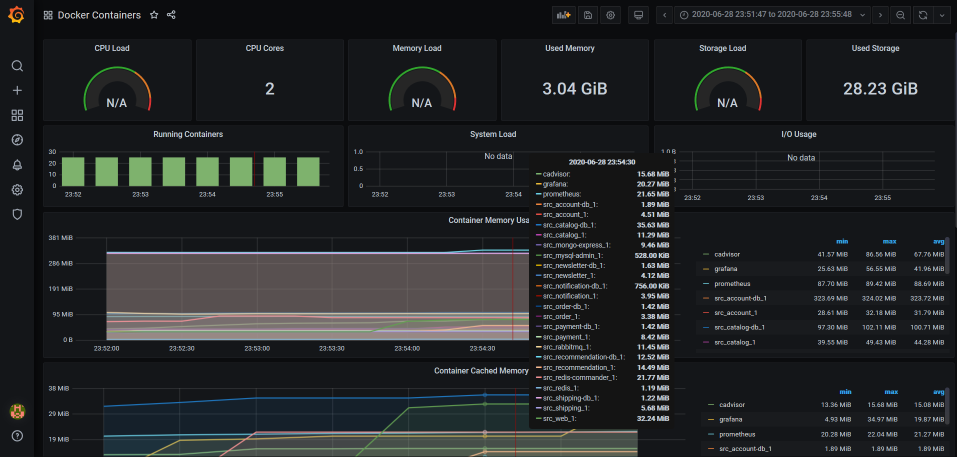 Docker Containers
2020-06-28 23:51:47 to 2020-06-28 23:55:48
CPU Load
N/A
CPU Cores
2
Memory Load
N/A
Used Memory
3.04 GiB
Storage Load
N/A
Used Storage
28.23 GiB
Running Containers
30
20
10
0
23:52 23:53 23:54 23:55
System Load
1.0
0.5
0
No data
23:52 23:53 23:54
I/O Usage
1.0 B
No data
23:52 23:53 23:54 23:55
2020-06-28 23:54:30
cadvisor: 15.68 MiB
grafana: 20.27 MiB
prometheus: 21.65 MiB
src_account-db_1: 1.89 MiB
src_account_1: 4.51 MiB
src_catalog-db_1: 35.63 MiB
src_catalog_1: 11.29 MiB
src_mongo-express_1: 9.46 MiB
src_mysql-admin_1: 528.00 KiB
src_newsletter-db_1: 1.63 MiB
src_newsletter_1: 4.12 MiB
src_notification-db_1: 756.00 KiB
src_notification_1: 3.95 MiB
src_order-db_1: 1.42 MiB
src_order_1: 3.38 MiB
src_payment-db_1: 1.42 MiB
src_payment_1: 8.42 MiB
src_rabbitmq_1: 11.45 MiB
src_recommendation-db_1: 12.52 MiB
src_recommendation_1: 14.49 MiB
src_redis-commander_1: 21.77 MiB
src_redis_1: 1.19 MiB
src_shipping-db_1: 1.22 MiB
src_shipping_1: 5.68 MiB
src_web_1: 32.24 MiB
Container Memory Usa
381 MiB
286 MiB
191 MiB
95 MiB
0 B
23:52:00 23:52:30 23:53:00 23:53:30 23:54:00 23:54:30
min max avg
cadvisor 41.57 MiB 86.56 MiB 67.76 MiB
grafana 25.63 MiB 56.55 MiB 41.96 MiB
prometheus 87.70 MiB 89.42 MiB 88.69 MiB
src_account-db_1 323.69 MiB 324.02 MiB 323.72 MiB
src_account_1 28.61 MiB 32.18 MiB 31.79 MiB
src_catalog-db_1 97.30 MiB 102.11 MiB 100.71 MiB
src_catalog_1 39.55 MiB 49.43 MiB 44.28 MiB
Container Cached Memory
38 MiB
29 MiB
19 MiB
min max avg
cadvisor 13.36 MiB 15.68 MiB 15.08 MiB
grafana 4.93 MiB 34.97 MiB 19.87 MiB
prometheus 20.28 MiB 22.04 MiB 21.27 MiB
src_account-db_1 1.89 MiB 1.89 MiB 1.89 MiB